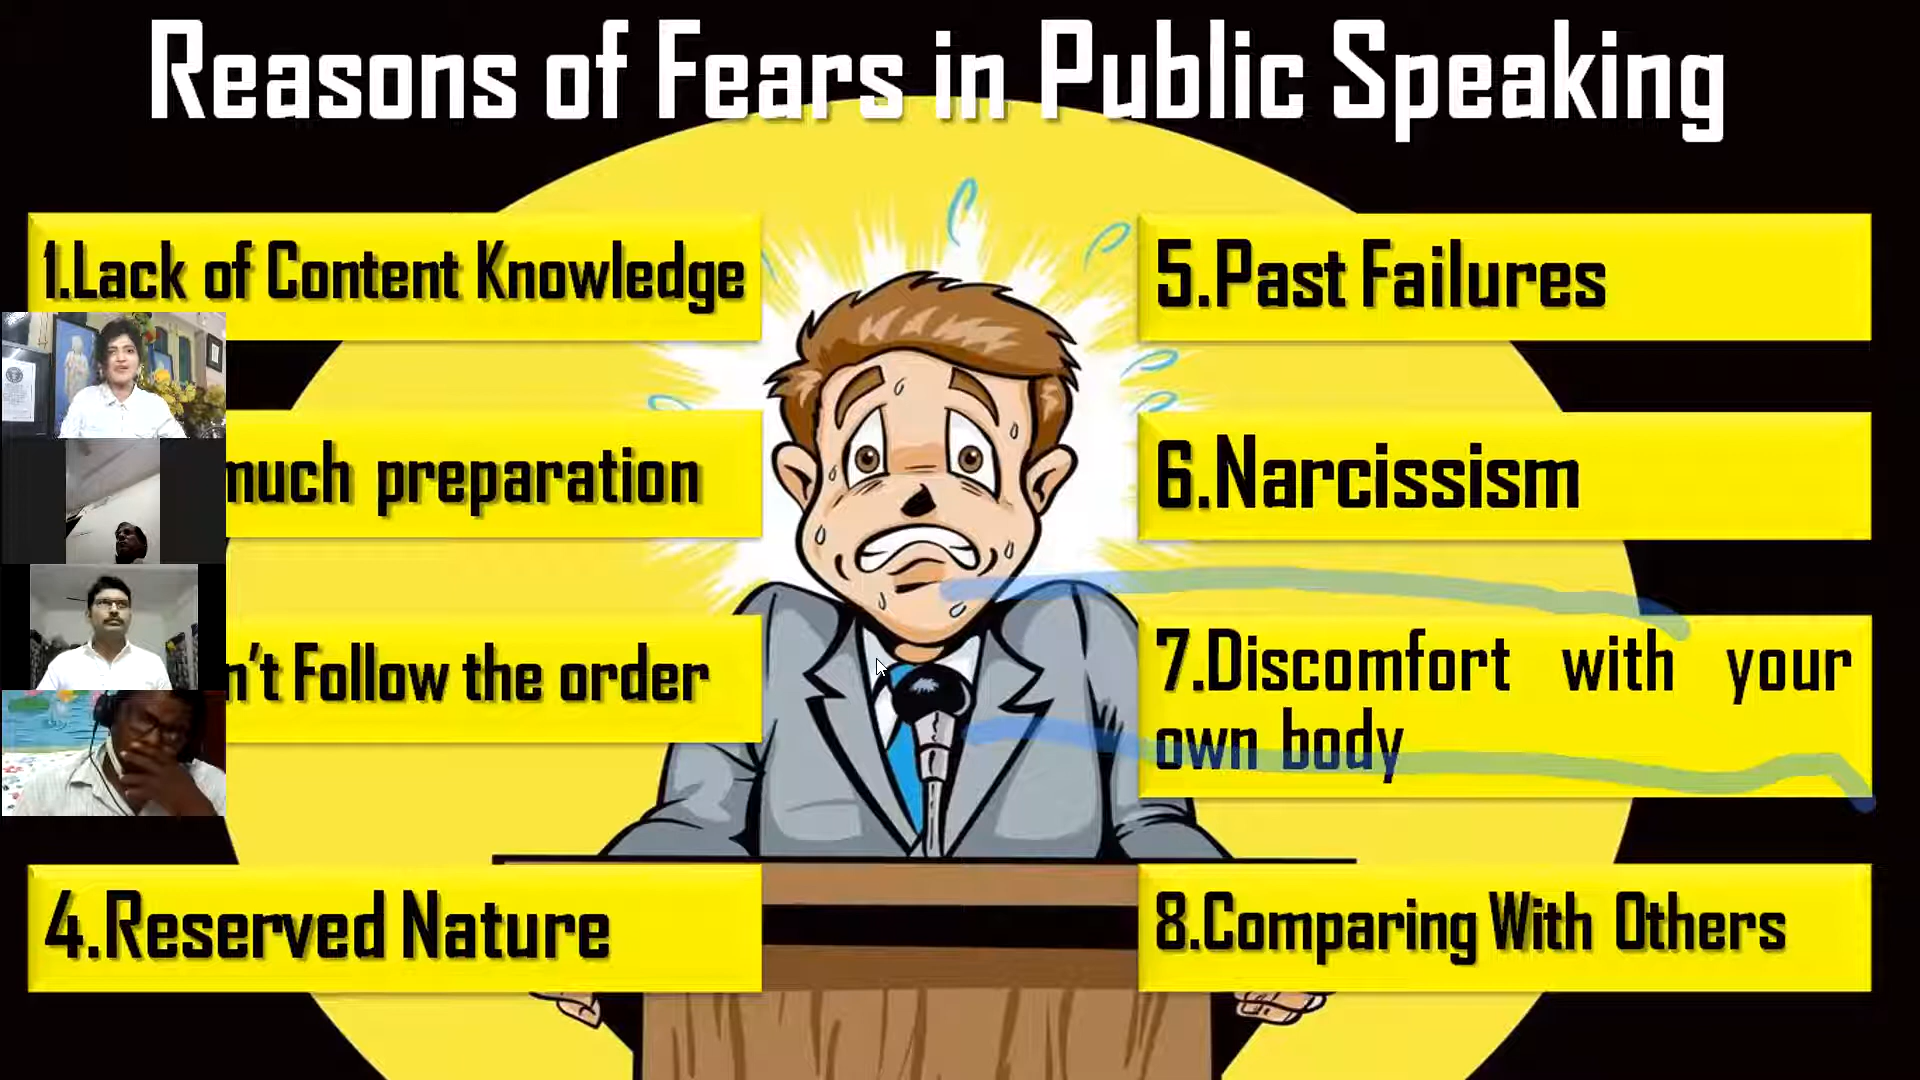 Reasons of Fears in Public Speaking
1.Lack of Content Knowledge
much preparation
n't Follow the order
4.Reserved Nature
5.Past Failures
6.Narcissism
7.Discomfort with your
own body
8.Comparing With Others